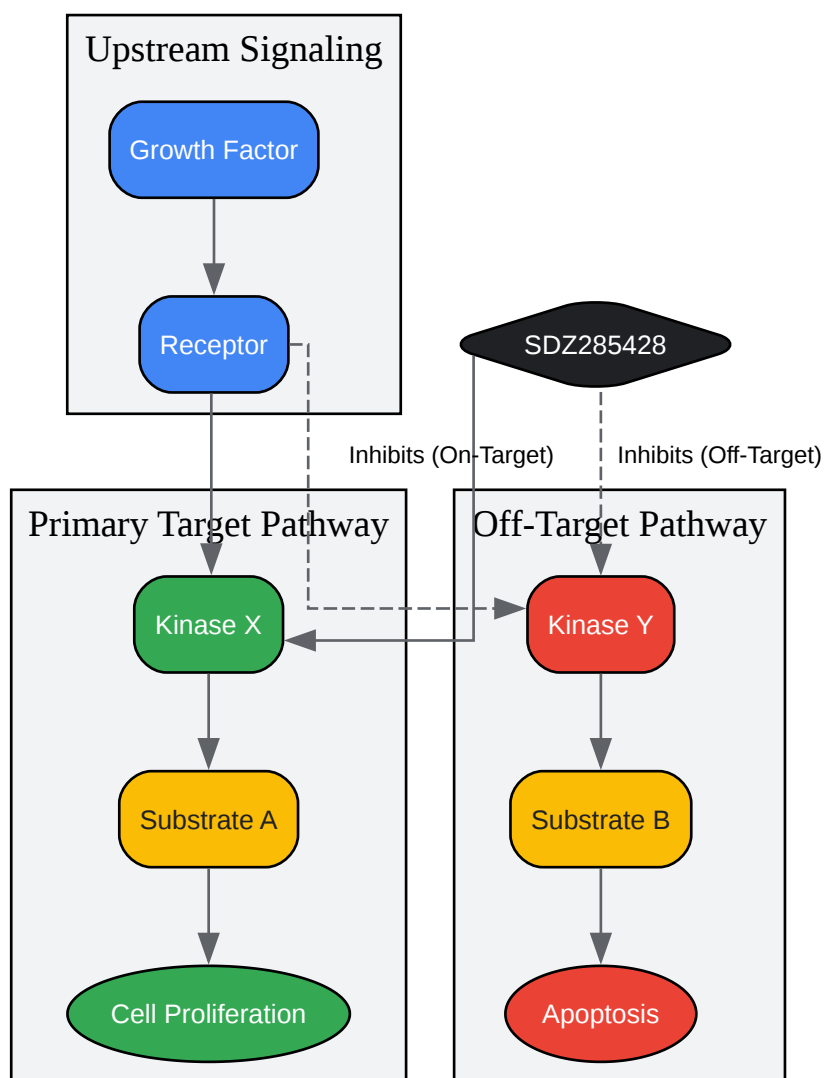 Upstream Signaling
Growth Factor
Receptor
SDZ285428
Inhibits (On-Target)
Inhibits (Off-Target)
Primary Target Pathway
Off-Target Pathway
Kinase X
Kinase Y
Substrate A
Substrate B
Cell Proliferation
Apoptosis